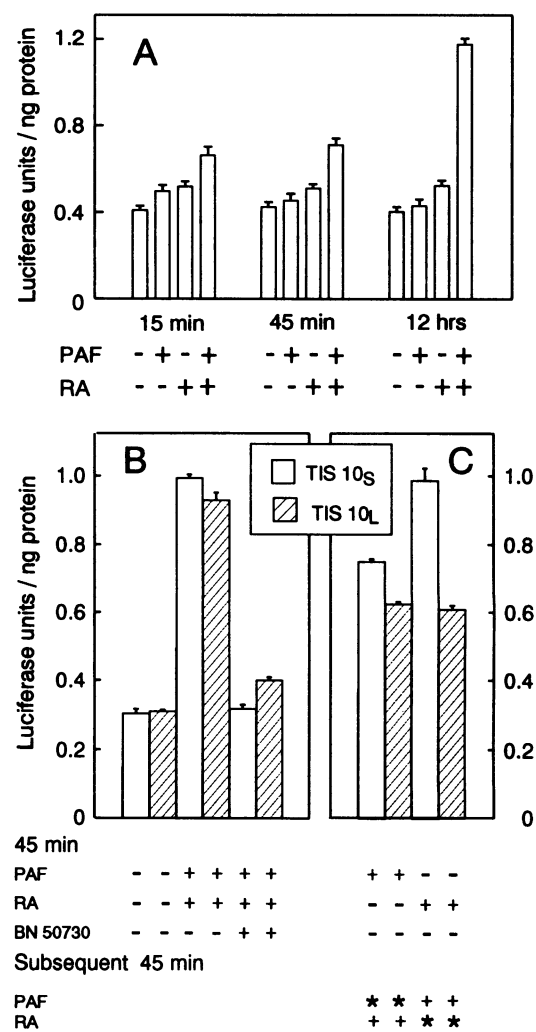 A
Luciferase units / ng protein
1.2
0.8
0.4
0
15 min 45 min 12 hrs
PAF - + - + - + - + - + - +
RA - - + + - - + + - - + +
B
C
TIS 10S
TIS 10L
Luciferase units / ng protein
1.0 1.0
0.8 0.8
0.6 0.6
0.4 0.4
0.2 0.2
0 0
45 min
PAF - - + + + + + + - -
RA - - + + + + - - + +
BN 50730 - - - - + + - - - -
Subsequent 45 min
PAF * * + +
RA + + * *